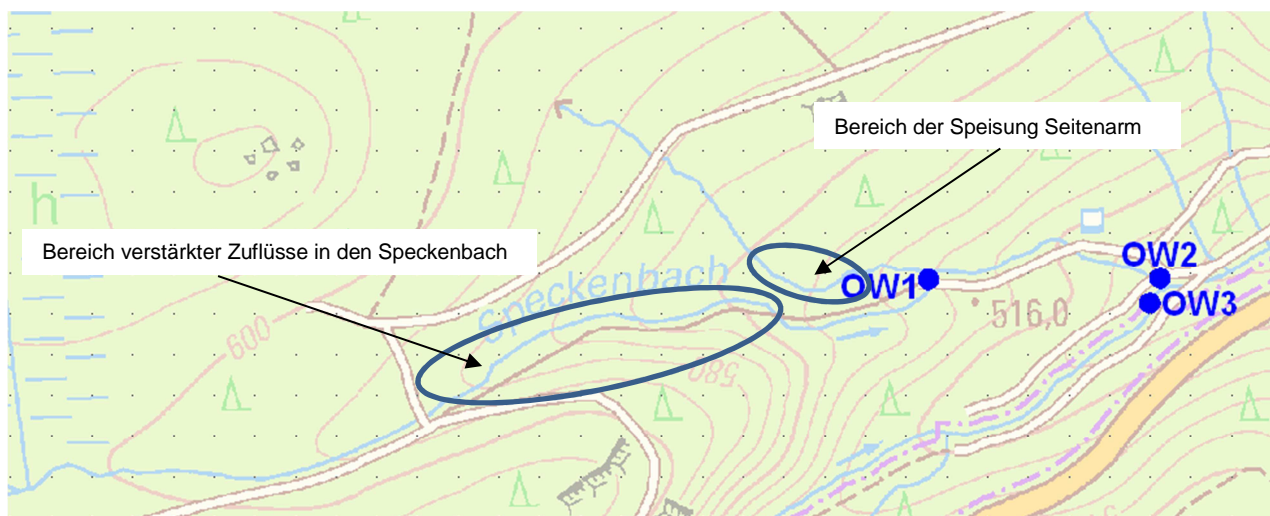 Bereich der Speisung Seitenarm
h
Bereich verstärkter Zuflüsse in den Speckenbach
Speckenbach
OW1
OW2
OW3
516,0
600
580